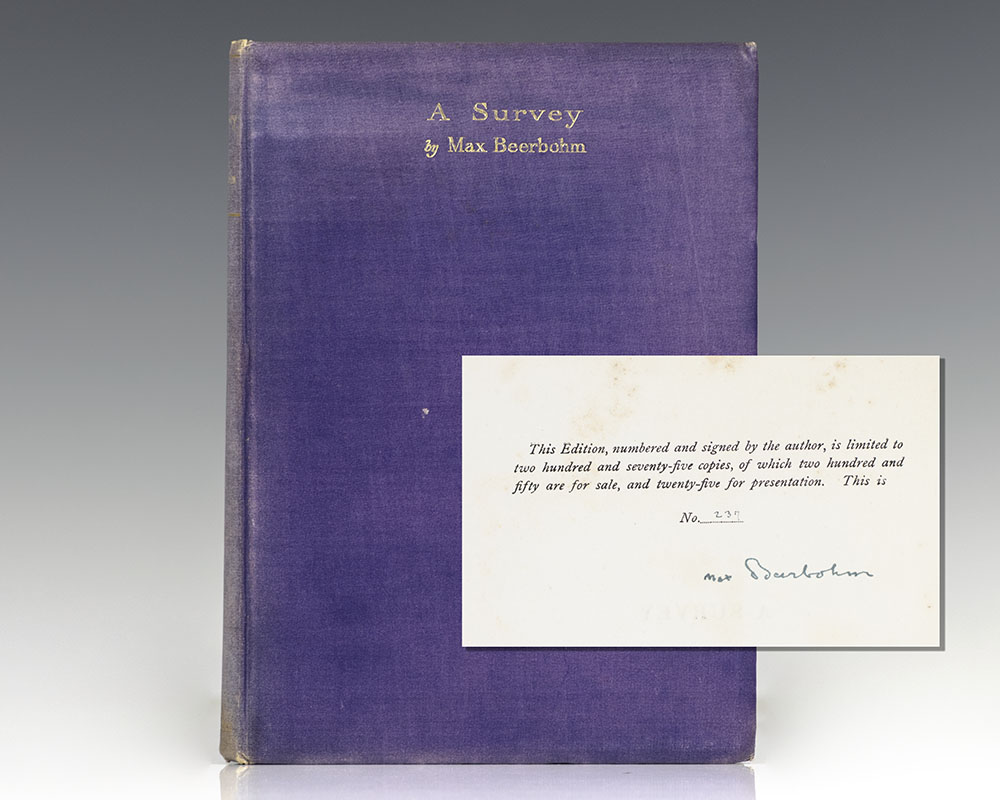 A Survey
by Max Beerbohm
This Edition, numbered and signed by the author, is limited to
two hundred and seventy-five copies, of which two hundred and
fifty are for sale, and twenty-five for presentation. This is
No. 237
Max Beerbohm
A SURVEY